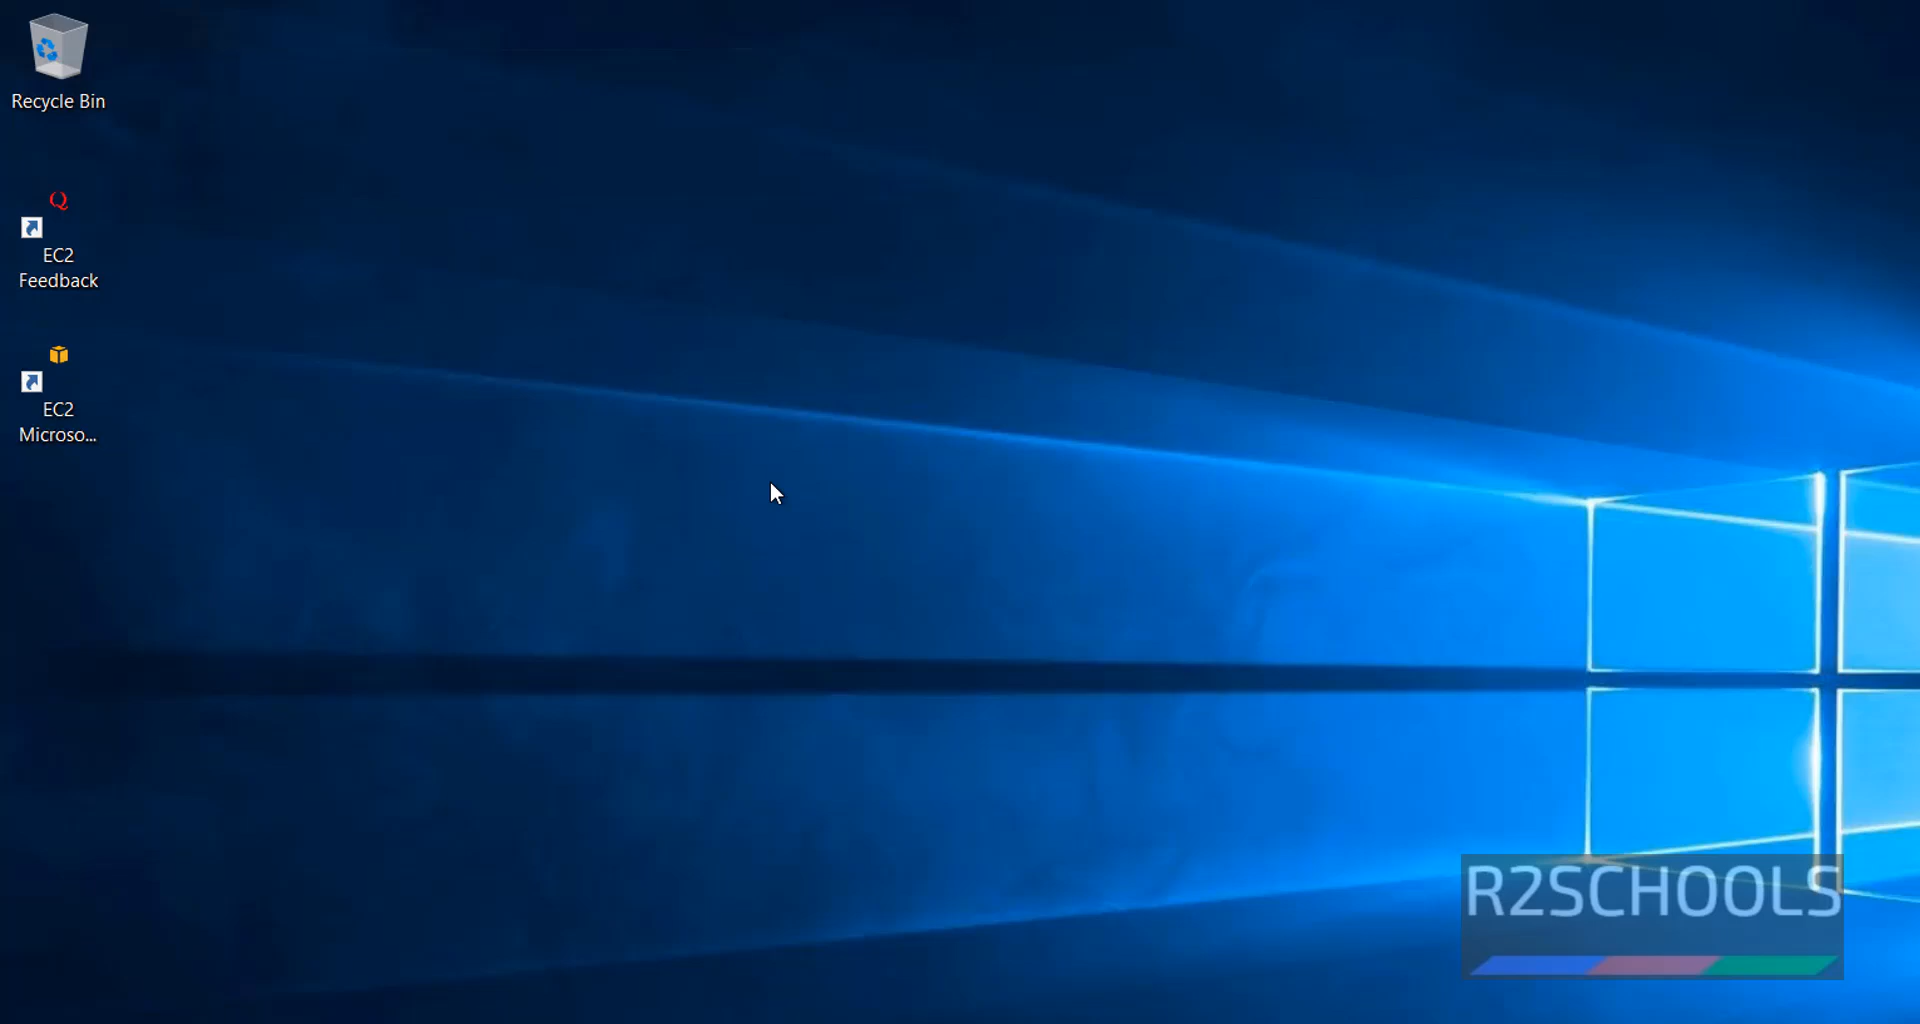 Recycle Bin
Q
EC2
Feedback
EC2
Microso...
R2SCHOOLS